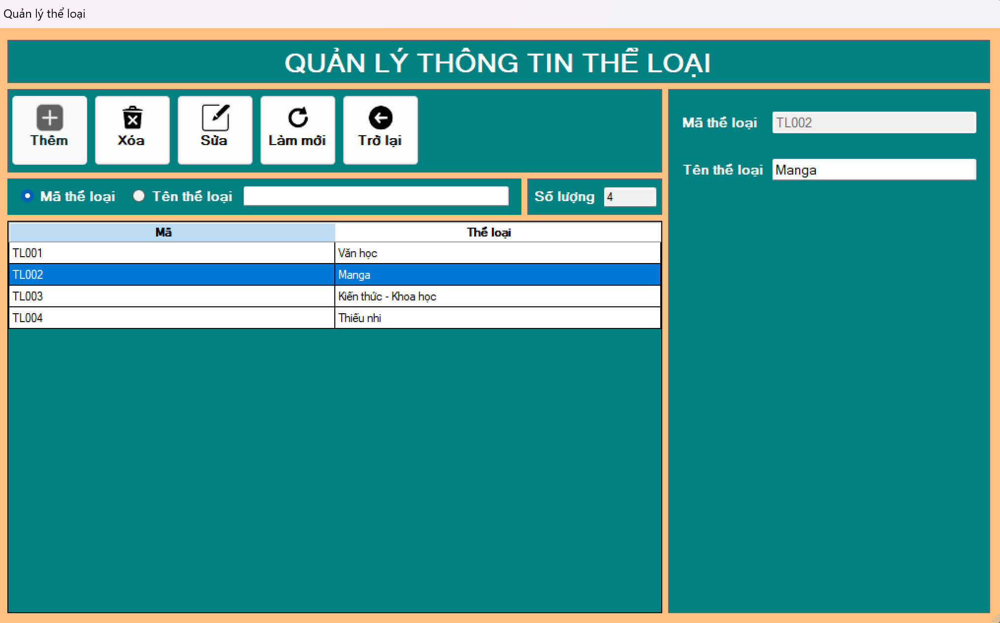 Quản lý thể loại
QUẢN LÝ THÔNG TIN THỂ LOẠI
Thêm Xóa Sửa Làm mới Trở lại
Mã thể loại Tên thể loại Số lượng 4
Mã Thể loại
TL001 Văn học
TL002 Manga
TL003 Kiến thức - Khoa học
TL004 Thiếu nhi
Mã thể loại TL002
Tên thể loại Manga